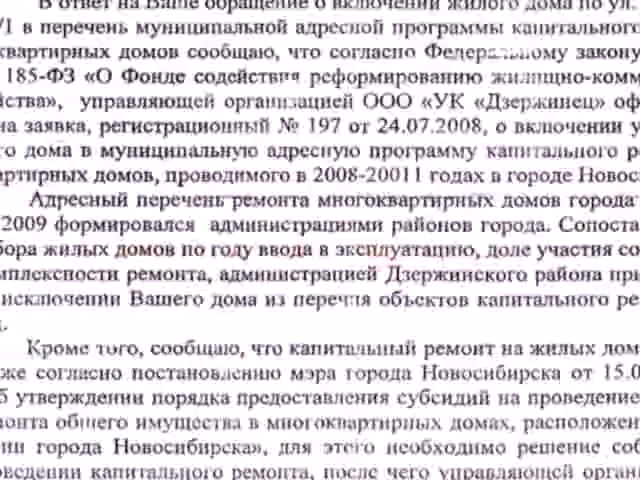 В ответ на Ваше обращение о включении жилого дома по ул.
/1 в перечень муниципальной адресной программы капитального
квартирных домов сообщаю, что согласно Федеральному закону
185-ФЗ «О Фонде содействия реформированию жилищно-комм
йства», управляющей организацией ООО «УК «Дзержинец» оф
на заявка, регистрационный № 197 от 24.07.2008, о включении у
го дома в муниципальную адресную программу капитального р
артирных домов, проводимого в 2008-20011 годах в городе Новос
Адресный перечень ремонта многоквартирных домов города
2009 формировался администрациями районов города. Сопоста
бора жилых домов по году ввода в эксплуатацию, доле участия со
мплексности ремонта, администрацией Дзержинского района при
исключении Вашего дома из перечня объектов капитального ре
Кроме того, сообщаю, что капитальный ремонт на жилых дом
же согласно постановлению мэра города Новосибирска от 15.0
б утверждении порядка предоставления субсидий на проведение
монта общего имущества в многоквартирных домах, расположен
ии города Новосибирска», для этого необходимо решение соб
оведении капитального ремонта, после чего управляющей органи